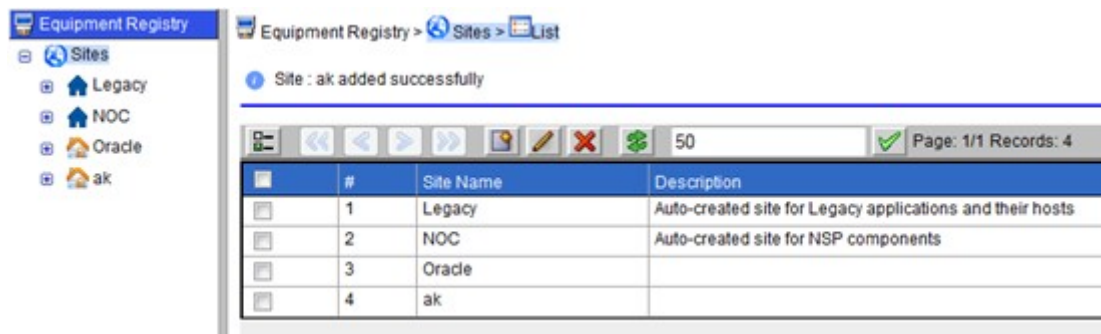 Equipment Registry
Sites
Legacy
NOC
Oracle
ak
Equipment Registry > Sites > List
Site : ak added successfully
50 Page: 1/1 Records: 4
# Site Name Description
1 Legacy Auto-created site for Legacy applications and their hosts
2 NOC Auto-created site for NSP components
3 Oracle
4 ak